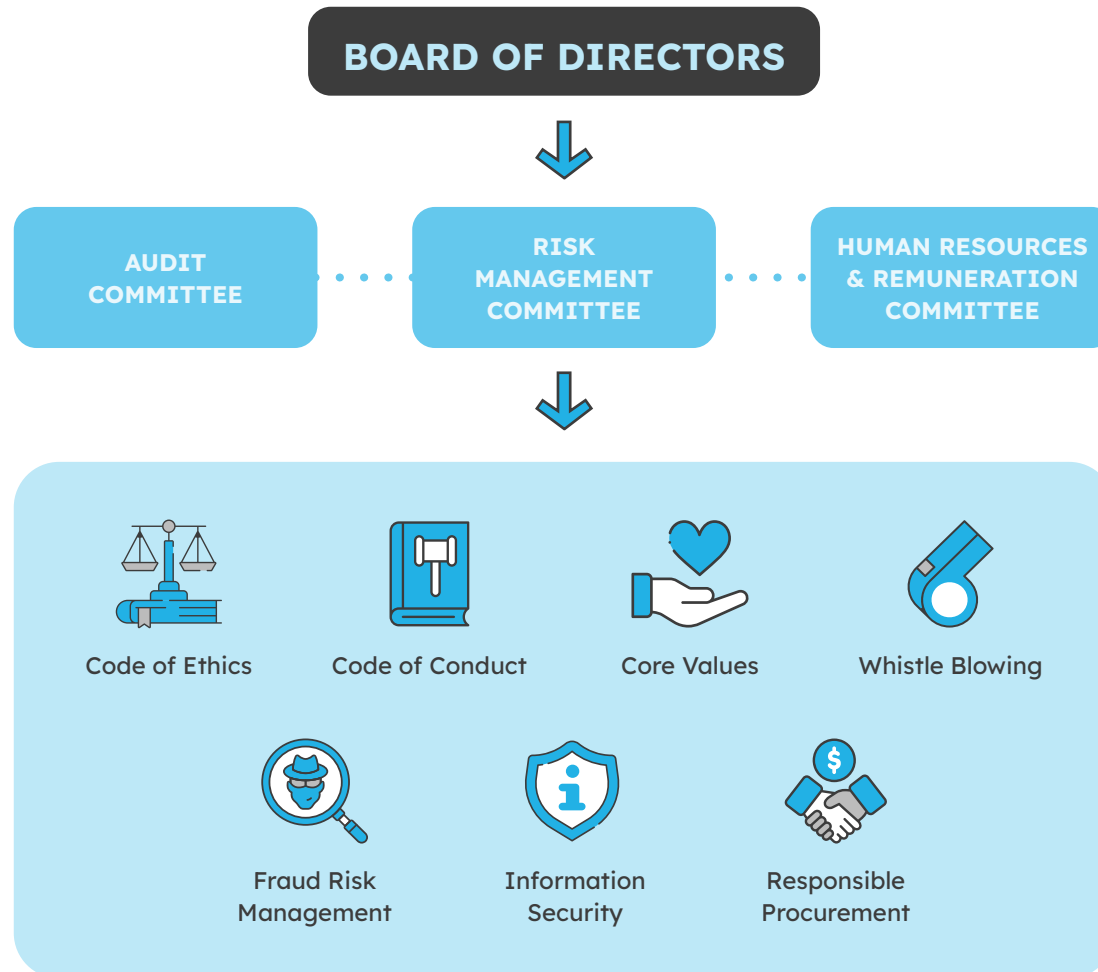 BOARD OF DIRECTORS
AUDIT
COMMITTEE
RISK
MANAGEMENT
COMMITTEE
HUMAN RESOURCES
& REMUNERATION
COMMITTEE
Code of Ethics
Code of Conduct
Core Values
Whistle Blowing
$
i
Fraud Risk
Management
Information
Security
Responsible
Procurement